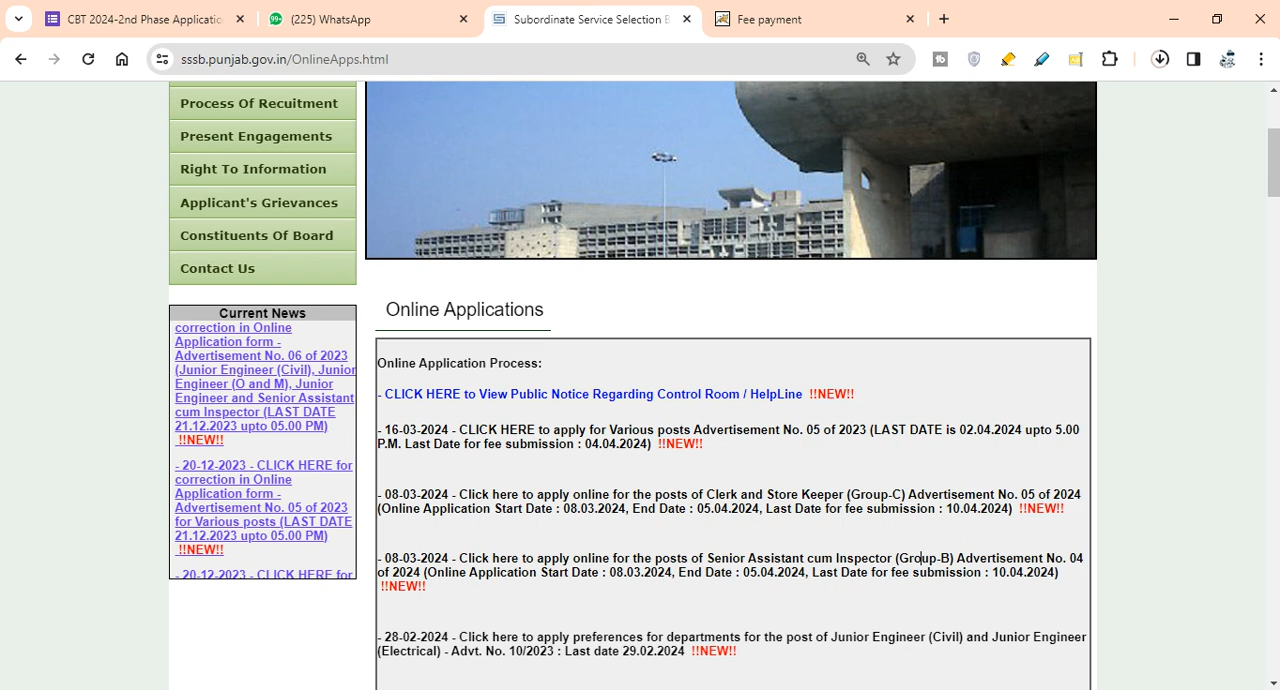 CBT 2024-2nd Phase Applicatio
(225) WhatsApp
Subordinate Service Selection B
Fee payment
sssb.punjab.gov.in/OnlineApps.html
Process Of Recuitment
Present Engagements
Right To Information
Applicant's Grievances
Constituents Of Board
Contact Us
Current News
correction in Online
Application form -
Advertisement No. 06 of 2023
(Junior Engineer (Civil), Junior
Engineer (O and M), Junior
Engineer and Senior Assistant
cum Inspector (LAST DATE
21.12.2023 upto 05.00 PM)
!!NEW!!
- 20-12-2023 - CLICK HERE for
correction in Online
Application form -
Advertisement No. 05 of 2023
for Various posts (LAST DATE
21.12.2023 upto 05.00 PM)
!!NEW!!
- 20-12-2023 - CLICK HERE for
Online Applications
Online Application Process:
- CLICK HERE to View Public Notice Regarding Control Room / HelpLine !!NEW!!
- 16-03-2024 - CLICK HERE to apply for Various posts Advertisement No. 05 of 2023 (LAST DATE is 02.04.2024 upto 5.00
P.M. Last Date for fee submission : 04.04.2024) !!NEW!!
- 08-03-2024 - Click here to apply online for the posts of Clerk and Store Keeper (Group-C) Advertisement No. 05 of 2024
(Online Application Start Date : 08.03.2024, End Date : 05.04.2024, Last Date for fee submission : 10.04.2024) !!NEW!!
- 08-03-2024 - Click here to apply online for the posts of Senior Assistant cum Inspector (Group-B) Advertisement No. 04
of 2024 (Online Application Start Date : 08.03.2024, End Date : 05.04.2024, Last Date for fee submission : 10.04.2024)
!!NEW!!
- 28-02-2024 - Click here to apply preferences for departments for the post of Junior Engineer (Civil) and Junior Engineer
(Electrical) - Advt. No. 10/2023 : Last date 29.02.2024 !!NEW!!